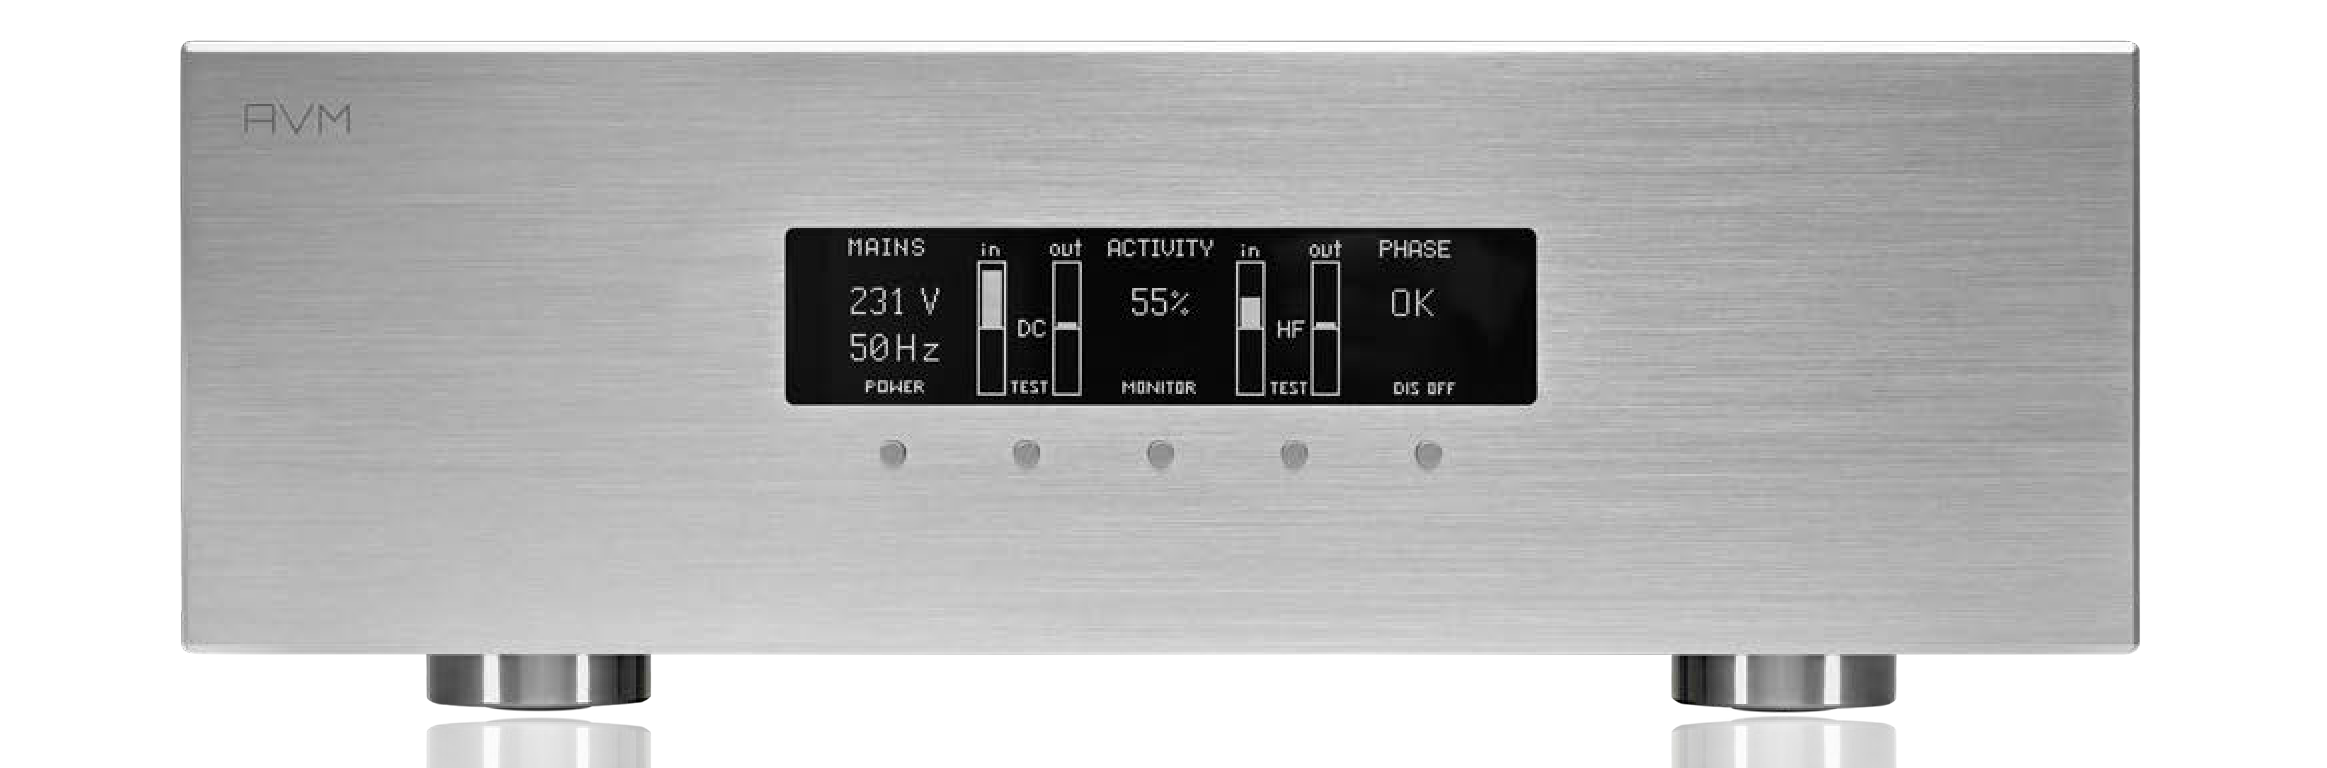 AVM
MAINS in out ACTIVITY in out PHASE
231 V 55% OK
DC HF
50Hz
POWER TEST MONITOR TEST DIS OFF